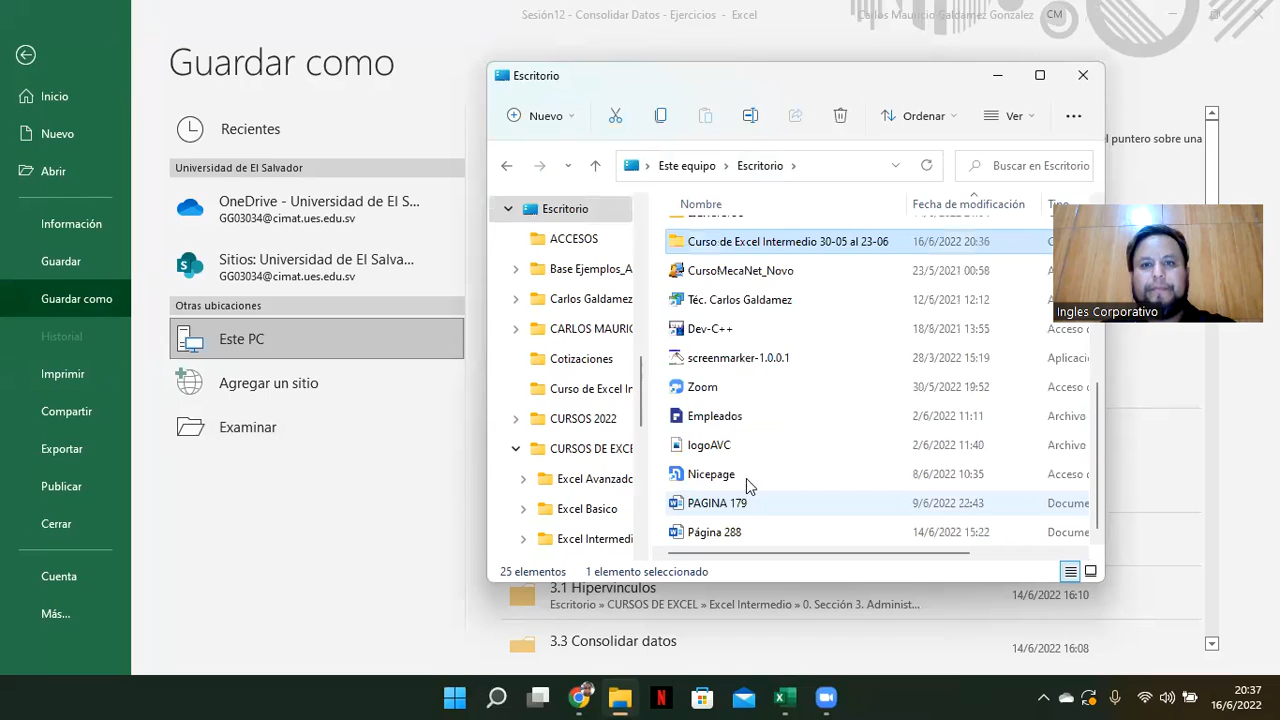 Sesión12 - Consolidar Datos - Ejercicios - Excel
Carlos Mauricio Galdamez Gonzalez
CM
Guardar como
Inicio
Nuevo
Abrir
Información
Guardar
Guardar como
Historial
Imprimir
Compartir
Exportar
Publicar
Cerrar
Cuenta
Más...
Recientes
Universidad de El Salvador
OneDrive - Universidad de El S...
GG03034@cimat.ues.edu.sv
Sitios: Universidad de El Salva...
GG03034@cimat.ues.edu.sv
Otras ubicaciones
Este PC
Agregar un sitio
Examinar
el puntero sobre una
Escritorio
Nuevo
Ordenar
Ver
Este equipo
Escritorio
Buscar en Escritorio
Escritorio
ACCESOS
Base Ejemplos_A
Carlos Galdamez
CARLOS MAURIC
Cotizaciones
Curso de Excel Ir
CURSOS 2022
CURSOS DE EXCE
Excel Avanzado
Excel Basico
Excel Intermedi
Nombre
Fecha de modificación
Tipo
Curso de Excel Intermedio 30-05 al 23-06
16/6/2022 20:36
CursoMecaNet_Novo
23/5/2021 00:58
Téc. Carlos Galdamez
12/6/2021 12:12
Dev-C++
18/6/2021 13:55
Acceso
screenmarker-1.0.0.1
28/3/2022 15:19
Aplicació
Zoom
30/5/2022 19:52
Acceso
Empleados
2/6/2022 11:11
Archivo
logoAVC
2/6/2022 11:40
Archivo
Nicepage
8/6/2022 10:35
Acceso
PAGINA 179
9/6/2022 22:43
Docume
Página 288
14/6/2022 15:22
Docume
25 elementos
1 elemento seleccionado
3.1 Hipervínculos
Escritorio » CURSOS DE EXCEL » Excel Intermedio » 0. Sección 3. Administ...
14/6/2022 16:10
3.3 Consolidar datos
14/6/2022 16:08
Ingles Corporativo
20:37
16/6/2022